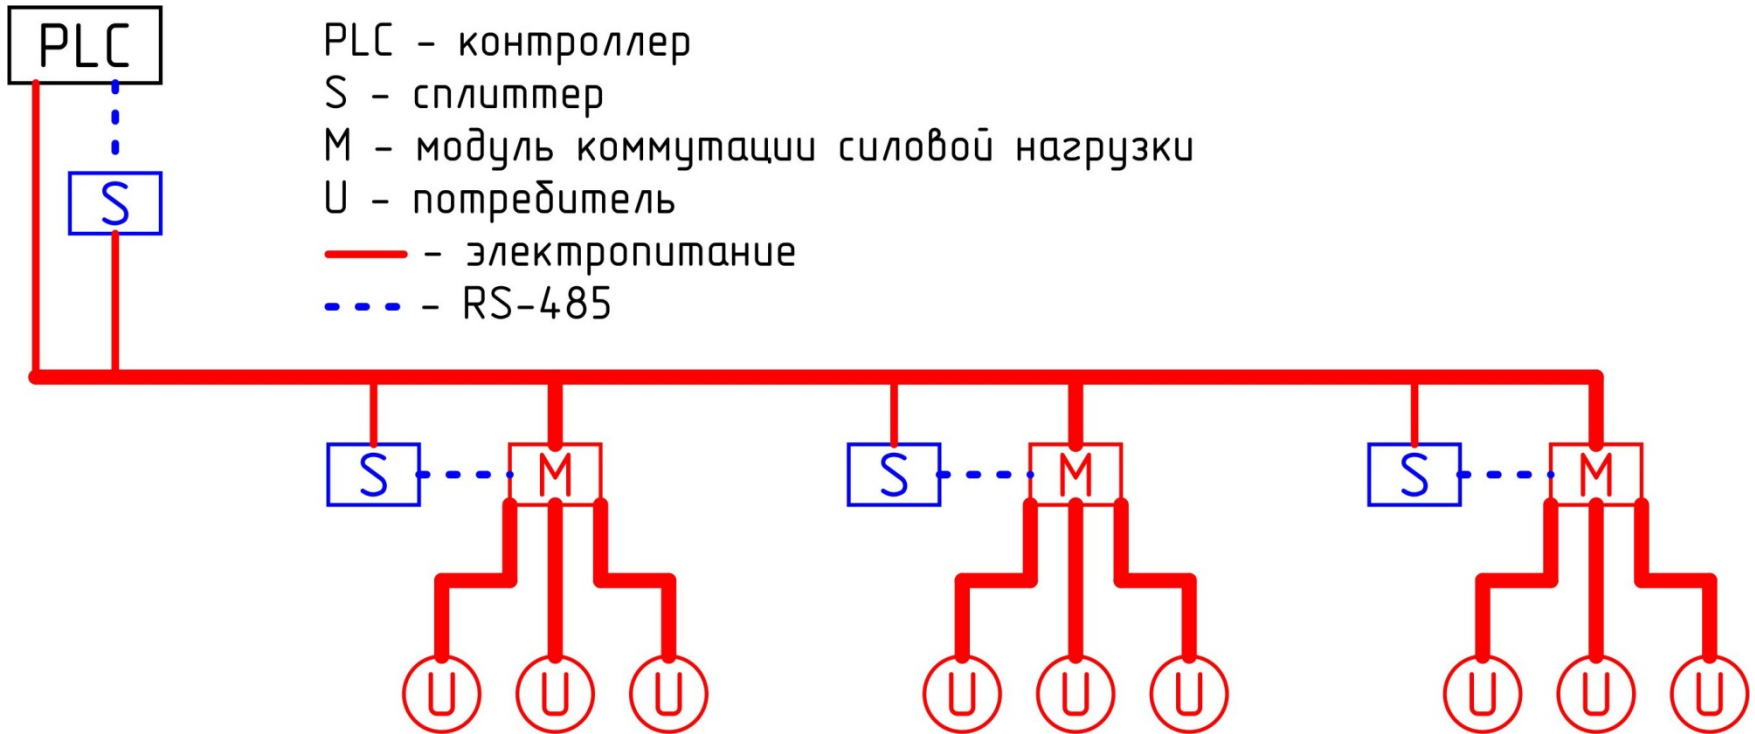 PLC
PLC - контроллер
S - сплиттер
M - модуль коммутации силовой нагрузки
U - потребитель
- электропитание
- RS-485
S
S M S M S M
U U U U U U U U U